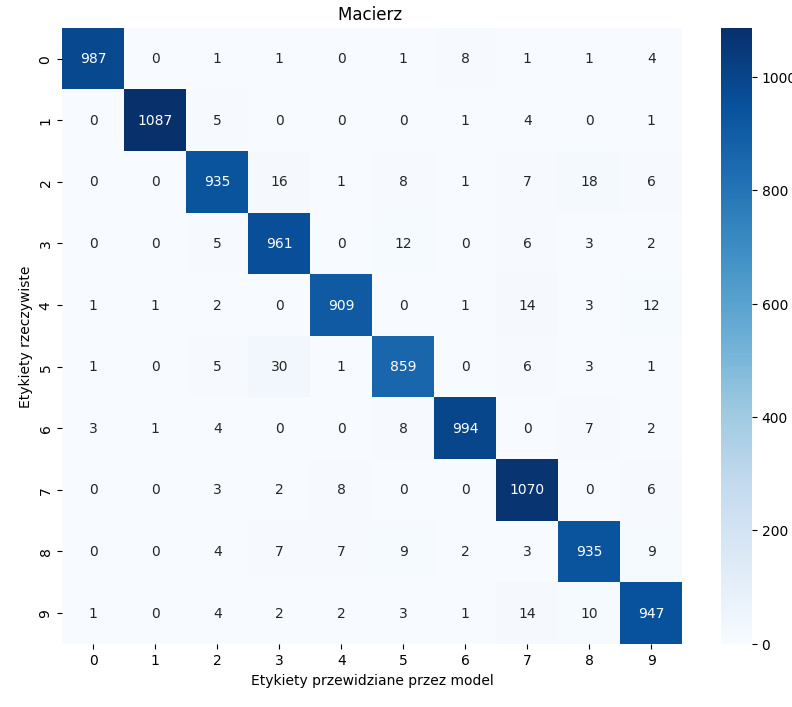 Macierz
0 987 0 1 1 0 1 8 1 1 4
1 0 1087 5 0 0 0 1 4 0 1
2 0 0 935 16 1 8 1 7 18 6
3 0 0 5 961 0 12 0 6 3 2
4 1 1 2 0 909 0 1 14 3 12
5 1 0 5 30 1 859 0 6 3 1
6 3 1 4 0 0 8 994 0 7 2
7 0 0 3 2 8 0 0 1070 0 6
8 0 0 4 7 7 9 2 3 935 9
9 1 0 4 2 2 3 1 14 10 947
0 1 2 3 4 5 6 7 8 9
Etykiety przewidziane przez model
Etykiety rzeczywiste
1000
800
600
400
200
0